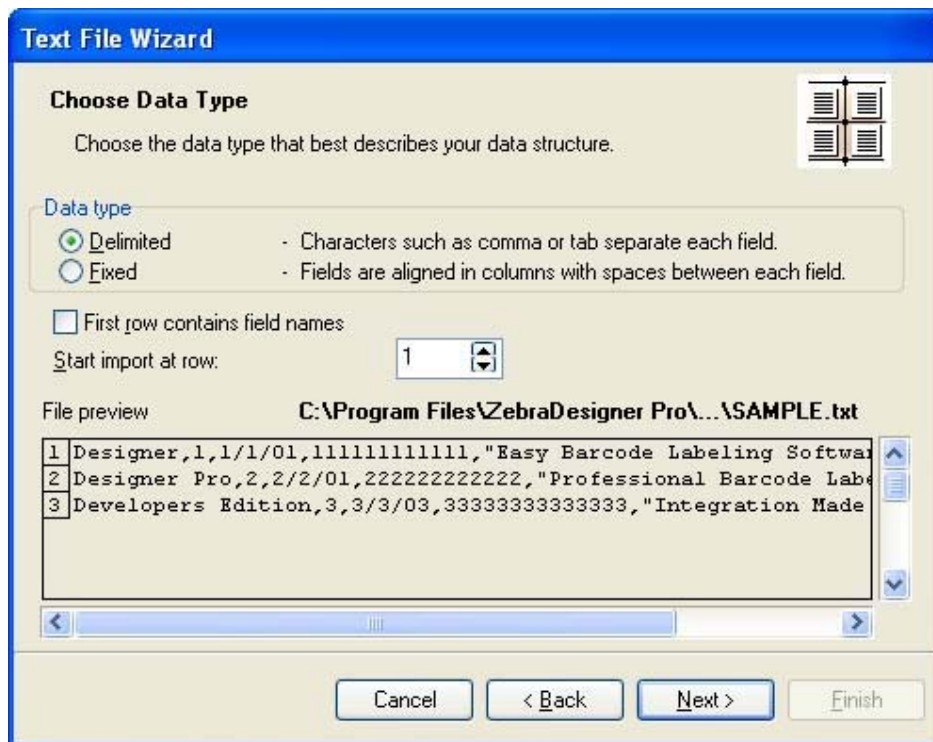 Text File Wizard
Choose Data Type
Choose the data type that best describes your data structure.
Data type
Delimited - Characters such as comma or tab separate each field.
Fixed - Fields are aligned in columns with spaces between each field.
First row contains field names
Start import at row: 1
File preview C:\Program Files\ZebraDesigner Pro\...\SAMPLE.txt
1 Designer,1,1/1/01,111111111111,"Easy Barcode Labeling Softwar
2 Designer Pro,2,2/2/01,222222222222,"Professional Barcode Labe
3 Developers Edition,3,3/3/03,33333333333333,"Integration Made
Cancel < Back Next > Finish